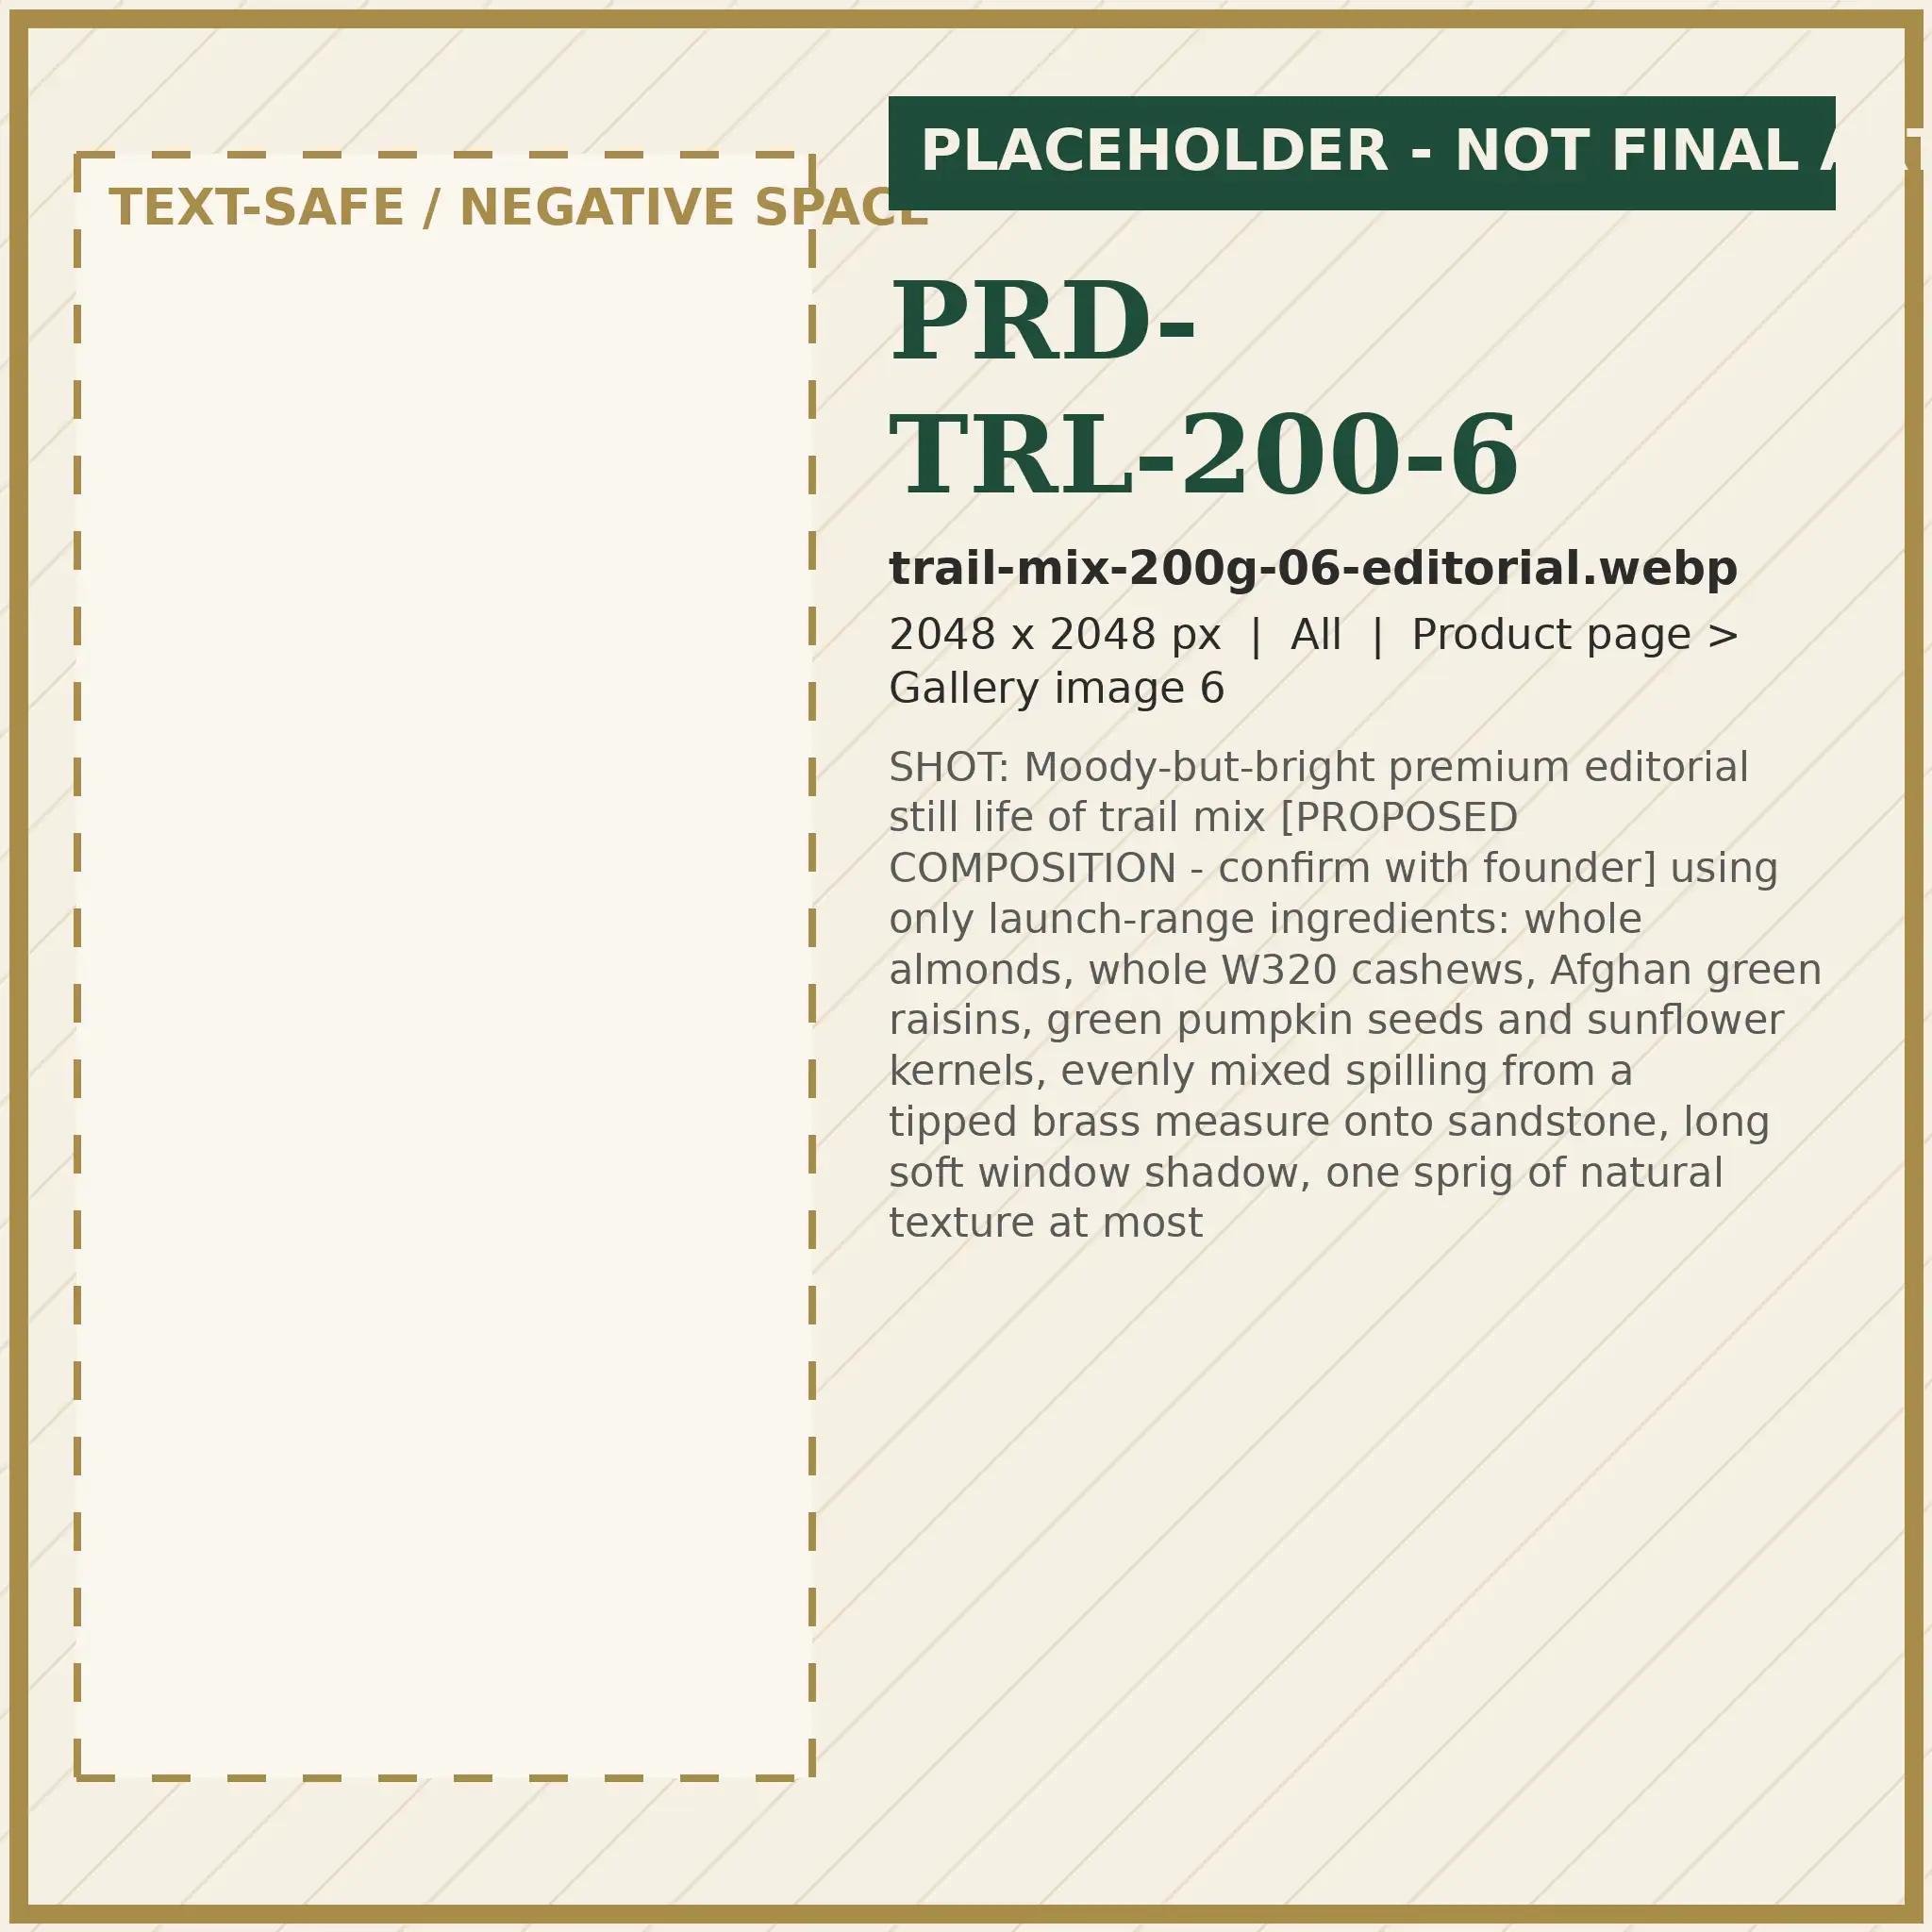 TEXT-SAFE / NEGATIVE SPACE
PLACEHOLDER - NOT FINAL
PRD-
TRL-200-6
trail-mix-200g-06-editorial.webp
2048 x 2048 px | All | Product page >
Gallery image 6
SHOT: Moody-but-bright premium editorial
still life of trail mix [PROPOSED
COMPOSITION - confirm with founder] using
only launch-range ingredients: whole
almonds, whole W320 cashews, Afghan green
raisins, green pumpkin seeds and sunflower
kernels, evenly mixed spilling from a
tipped brass measure onto sandstone, long
soft window shadow, one sprig of natural
texture at most